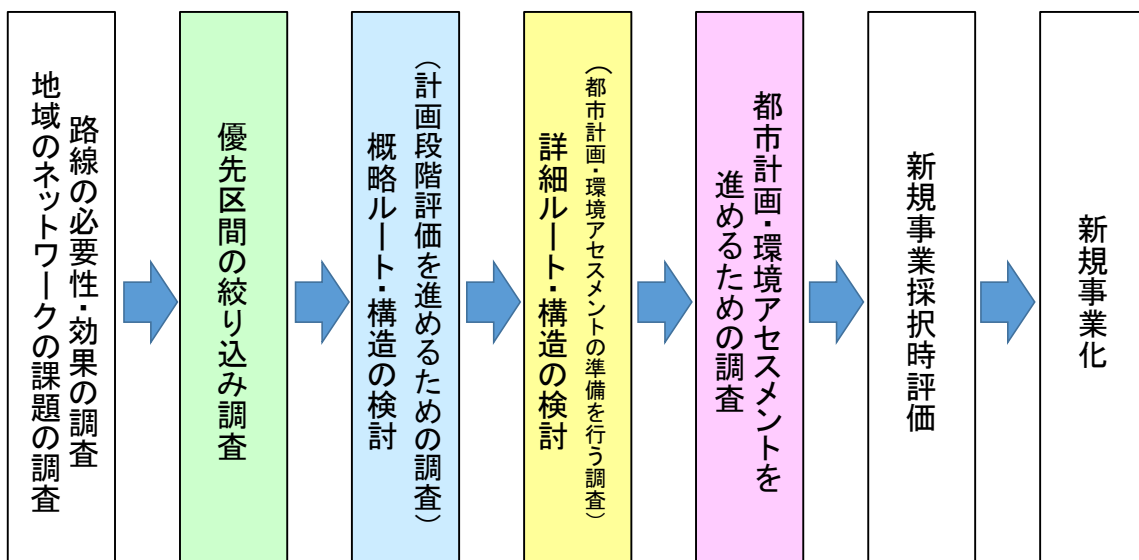 路線の必要性・効果の調査
地域のネットワークの課題の調査
優先区間の絞り込み調査
（計画段階評価を進めるための調査）
概略ルート・構造の検討
（都市計画・環境アセスメントの準備を行う調査）
詳細ルート・構造の検討
都市計画・環境アセスメントを
進めるための調査
新規事業採択時評価
新規事業化